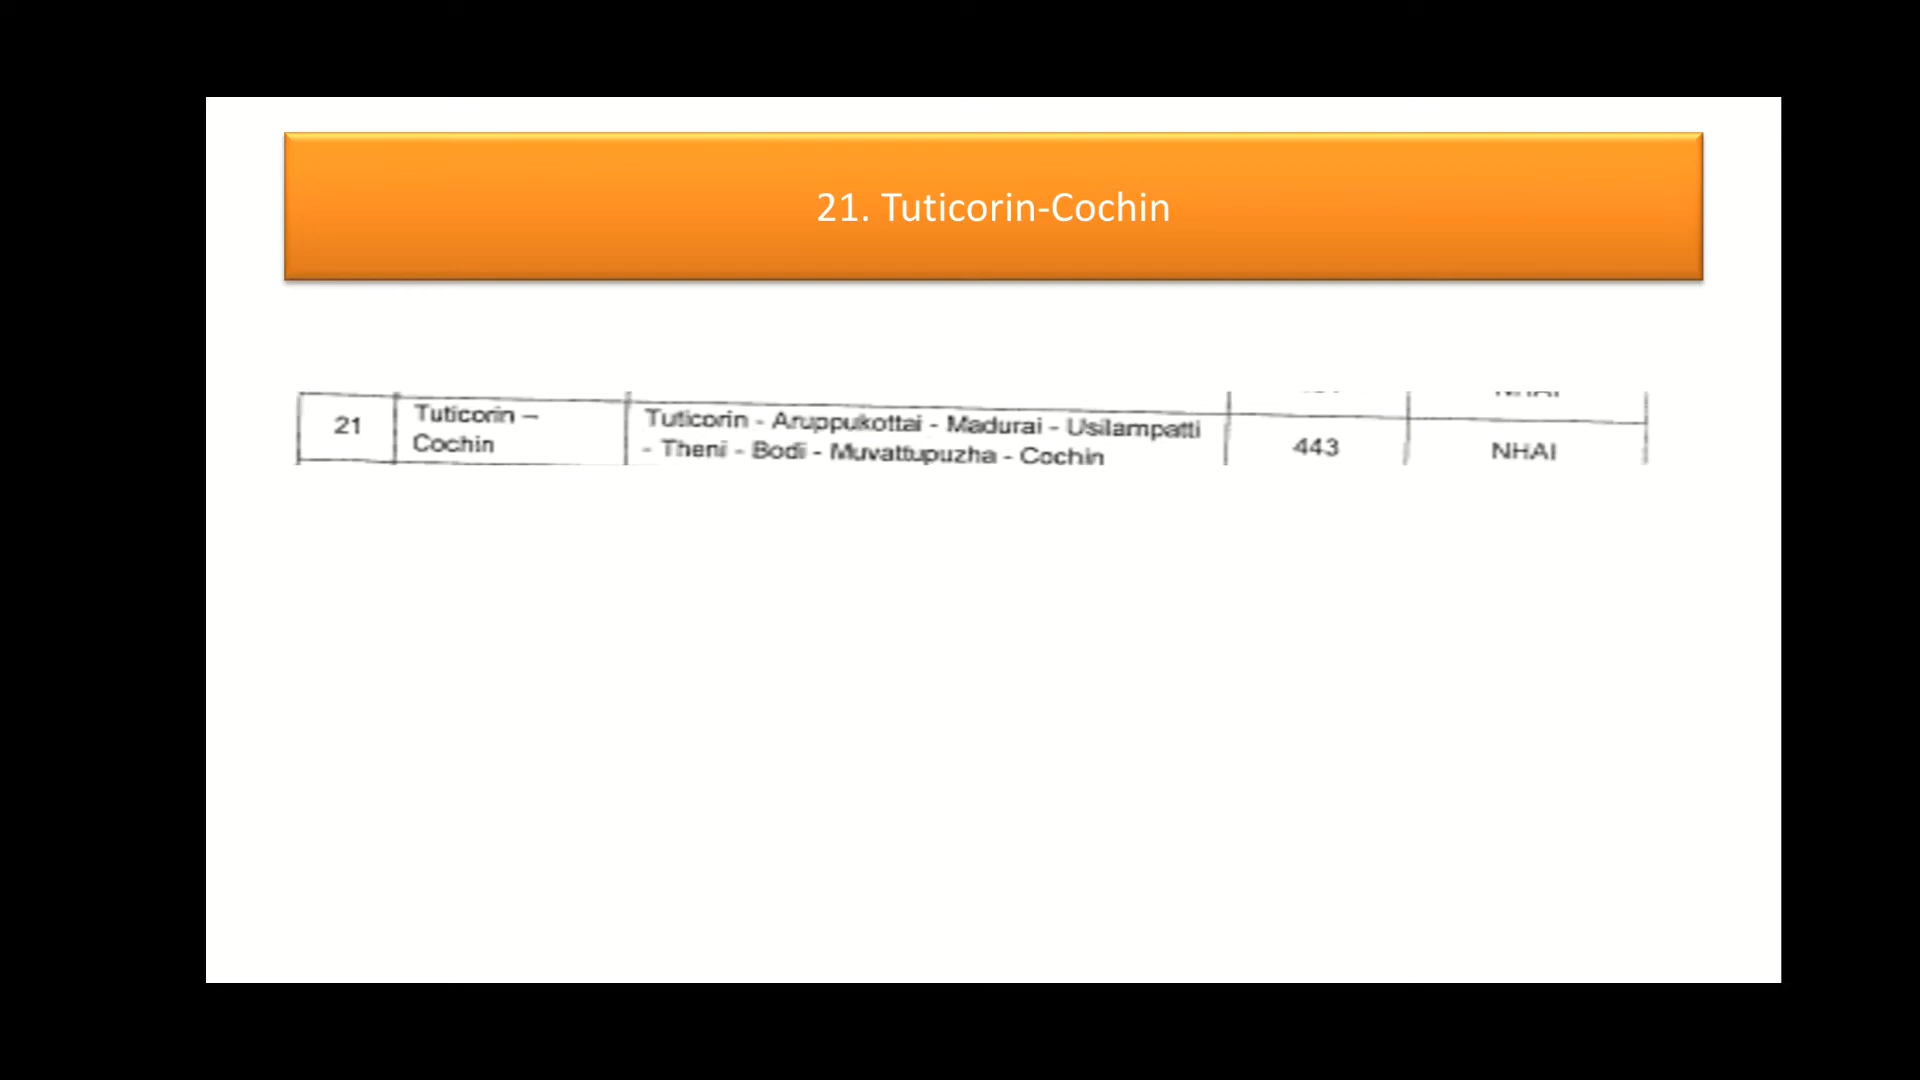 21. Tuticorin-Cochin
21
Tuticorin –
Cochin
Tuticorin - Aruppukottai - Madurai - Usilampatti
- Theni - Bodi - Muvattupuzha - Cochin
443
NHAI